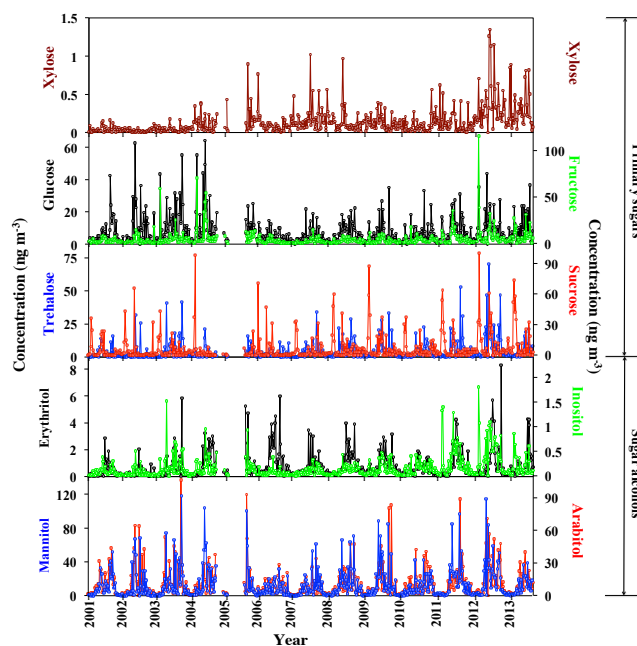 1.5
1
0.5
0
Xylose
Xylose
60
40
20
0
Glucose
100
50
0
Fructose
75
50
25
0
Trehalose
90
60
30
0
Sucrose
8
6
4
2
0
Erythritol
2
1.5
1
0.5
0
Inositol
120
80
40
0
Mannitol
90
60
30
0
Arabitol
Concentration (ng m-3)
Concentration (ng m-3)
2001 2002 2003 2004 2005 2006 2007 2008 2009 2010 2011 2012 2013
Year